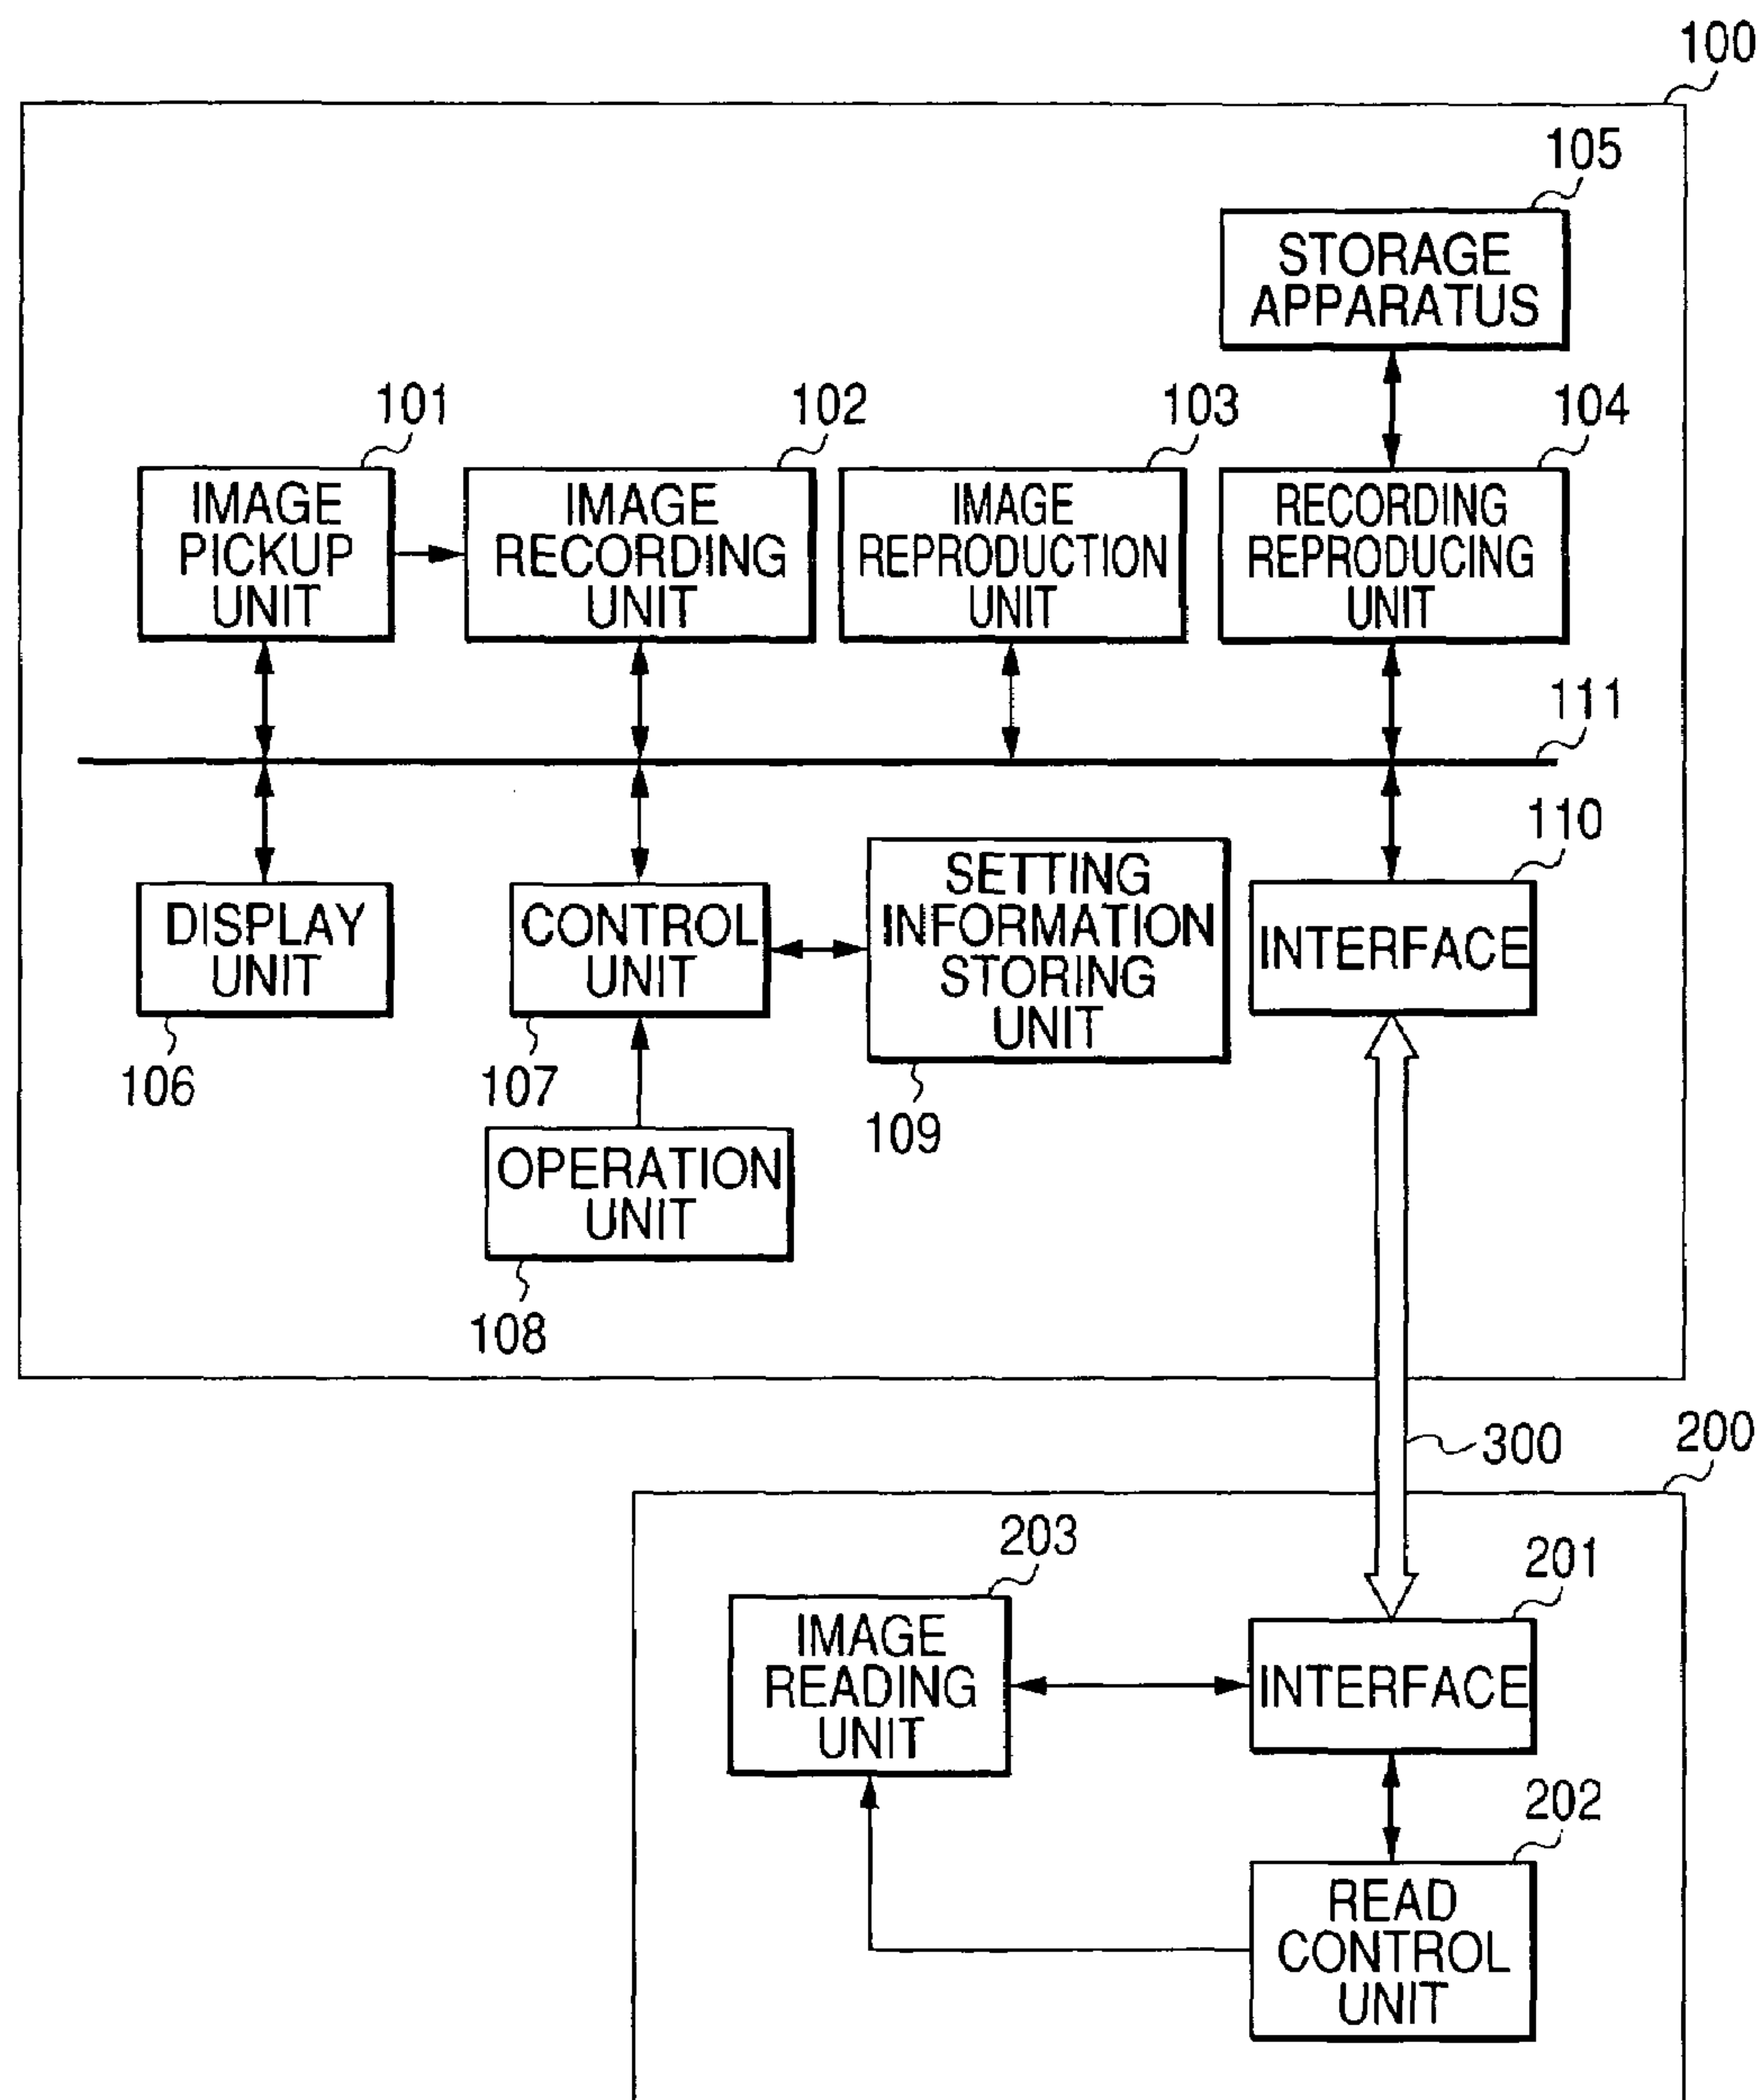 100
105
STORAGE
APPARATUS
101
102
103
104
IMAGE
PICKUP
UNIT
IMAGE
RECORDING
UNIT
IMAGE
REPRODUCTION
UNIT
RECORDING
REPRODUCING
UNIT
111
110
DISPLAY
UNIT
CONTROL
UNIT
SETTING
INFORMATION
STORING
UNIT
INTERFACE
106
107
109
OPERATION
UNIT
108
300
200
203
201
IMAGE
READING
UNIT
INTERFACE
202
READ
CONTROL
UNIT